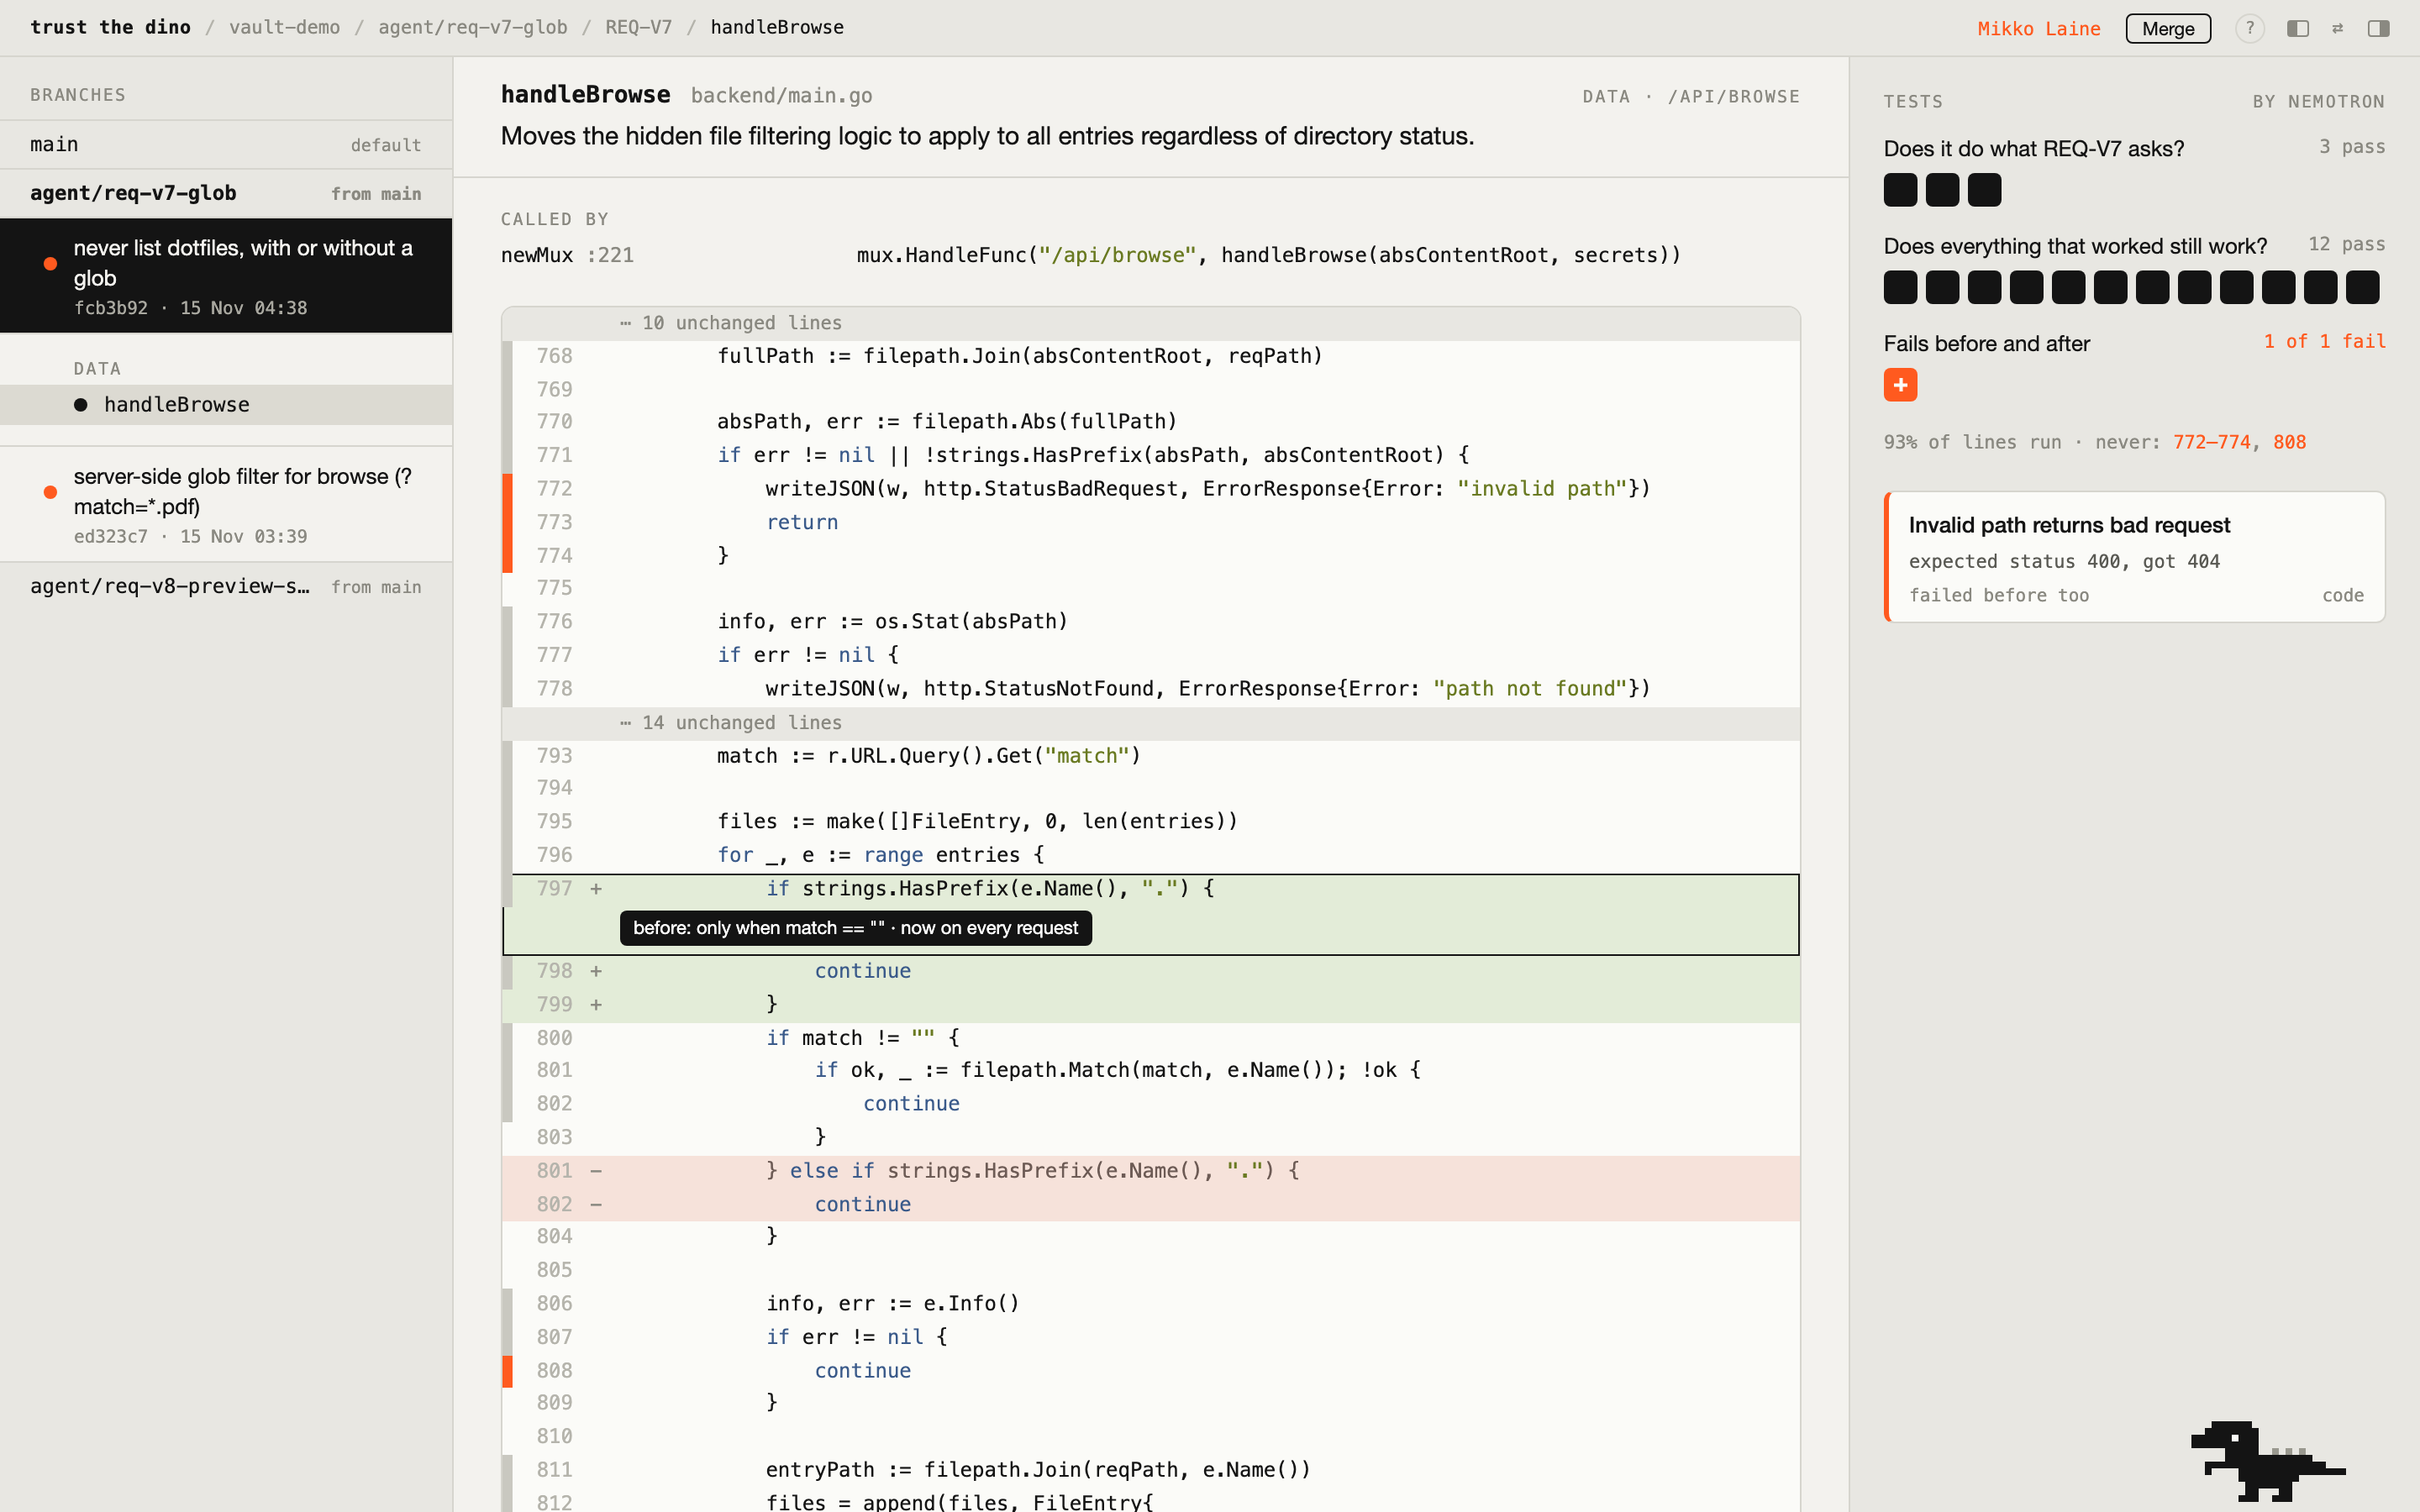 trust the dino / vault-demo / agent/req-v7-glob / REQ-V7 / handleBrowse
Mikko Laine
Merge
?
BRANCHES
main default
agent/req-v7-glob from main
never list dotfiles, with or without a
glob
fcb3b92 · 15 Nov 04:38
DATA
handleBrowse
server-side glob filter for browse (?
match=*.pdf)
ed323c7 · 15 Nov 03:39
agent/req-v8-preview-s… from main
handleBrowse backend/main.go
DATA · /API/BROWSE
Moves the hidden file filtering logic to apply to all entries regardless of directory status.
CALLED BY
newMux :221 mux.HandleFunc("/api/browse", handleBrowse(absContentRoot, secrets))
⋯ 10 unchanged lines
768 fullPath := filepath.Join(absContentRoot, reqPath)
769
770 absPath, err := filepath.Abs(fullPath)
771 if err != nil || !strings.HasPrefix(absPath, absContentRoot) {
772 writeJSON(w, http.StatusBadRequest, ErrorResponse{Error: "invalid path"})
773 return
774 }
775
776 info, err := os.Stat(absPath)
777 if err != nil {
778 writeJSON(w, http.StatusNotFound, ErrorResponse{Error: "path not found"})
⋯ 14 unchanged lines
793 match := r.URL.Query().Get("match")
794
795 files := make([]FileEntry, 0, len(entries))
796 for _, e := range entries {
797 + if strings.HasPrefix(e.Name(), ".") {
before: only when match == "" · now on every request
798 + continue
799 + }
800 if match != "" {
801 if ok, _ := filepath.Match(match, e.Name()); !ok {
802 continue
803 }
801 − } else if strings.HasPrefix(e.Name(), ".") {
802 − continue
804 }
805
806 info, err := e.Info()
807 if err != nil {
808 continue
809 }
810
811 entryPath := filepath.Join(reqPath, e.Name())
812 files = append(files, FileEntry{
TESTS BY NEMOTRON
Does it do what REQ-V7 asks? 3 pass
Does everything that worked still work? 12 pass
Fails before and after 1 of 1 fail
93% of lines run · never: 772–774, 808
Invalid path returns bad request
expected status 400, got 404
failed before too code